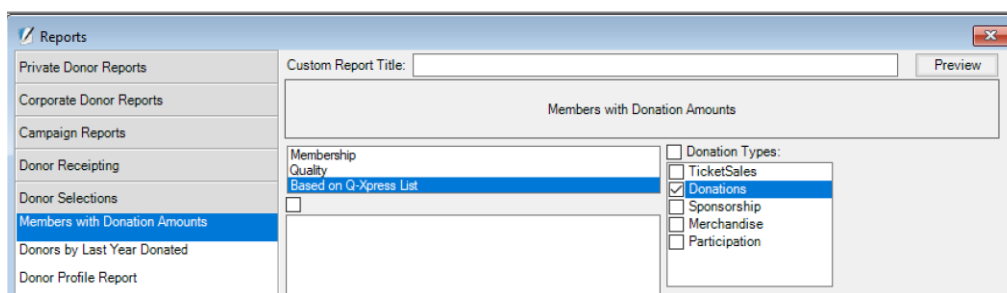 Reports
Private Donor Reports
Corporate Donor Reports
Campaign Reports
Donor Receipting
Donor Selections
Members with Donation Amounts
Donors by Last Year Donated
Donor Profile Report
Custom Report Title:
Preview
Members with Donation Amounts
Membership
Quality
Based on Q-Xpress List
Donation Types:
TicketSales
Donations
Sponsorship
Merchandise
Participation